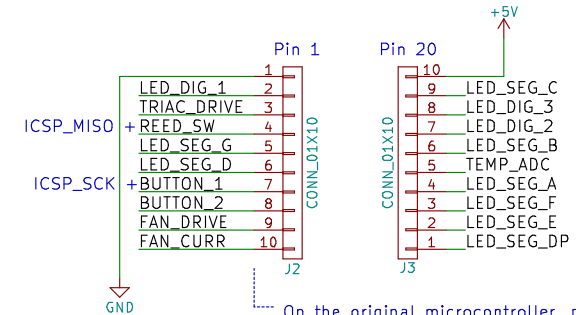 +5V
Pin 1
Pin 20
1
2 LED_DIG_1
3 TRIAC_DRIVE
ICSP_MISO + REED_SW 4
LED_SEG_G 5
LED_SEG_D 6
ICSP_SCK + BUTTON_1 7
BUTTON_2 8
FAN_DRIVE 9
FAN_CURR 10
CONN_01X10
J2
GND
CONN_01X10
10
9 LED_SEG_C
8 LED_DIG_3
7 LED_DIG_2
6 LED_SEG_B
5 TEMP_ADC
4 LED_SEG_A
3 LED_SEG_F
2 LED_SEG_E
1 LED_SEG_DP
J3
On the original microcontroller,